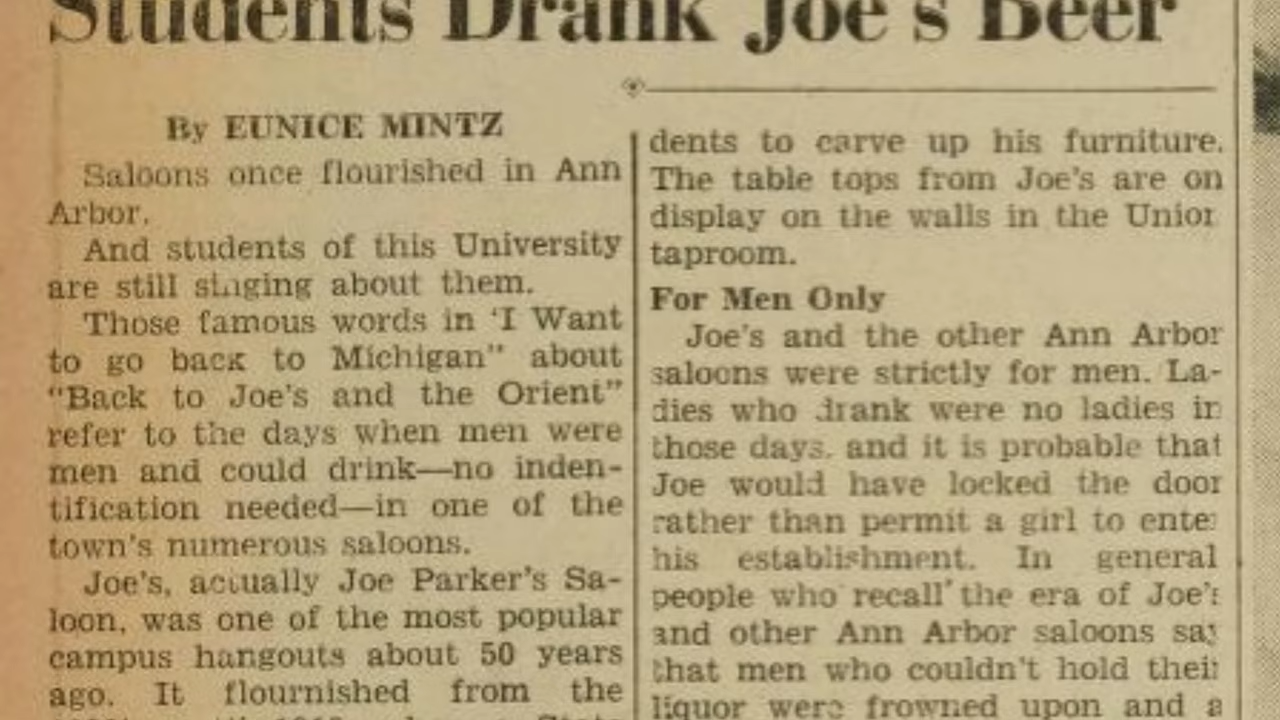 Students Drank Joe's Beer
By EUNICE MINTZ
Saloons once flourished in Ann
Arbor.
And students of this University
are still singing about them.
Those famous words in 'I Want
to go back to Michigan" about
"Back to Joe's and the Orient"
refer to the days when men were
men and could drink—no inden-
tification needed—in one of the
town's numerous saloons.
Joe's, actually Joe Parker's Sa-
loon, was one of the most popular
campus hangouts about 50 years
ago. It flournished from the
dents to carve up his furniture.
The table tops from Joe's are on
display on the walls in the Union
taproom.
For Men Only
Joe's and the other Ann Arbor
saloons were strictly for men. La-
dies who drank were no ladies in
those days, and it is probable that
Joe would have locked the door
rather than permit a girl to enter
his establishment. In general
people who recall the era of Joe's
and other Ann Arbor saloons say
that men who couldn't hold their
liquor were frowned upon and a